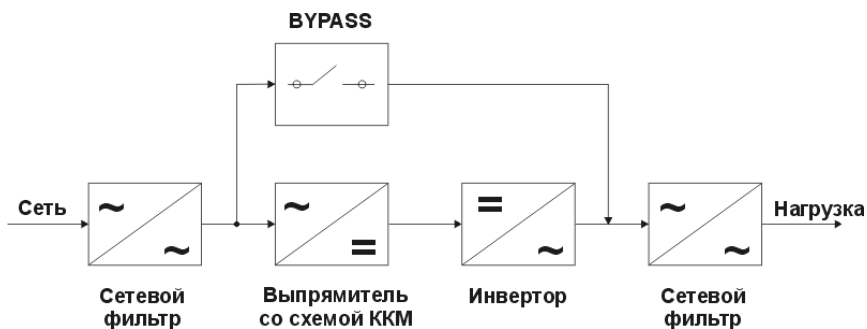 BYPASS
Сеть
Нагрузка
Сетевой
фильтр
Выпрямитель
со схемой ККМ
Инвертор
Сетевой
фильтр